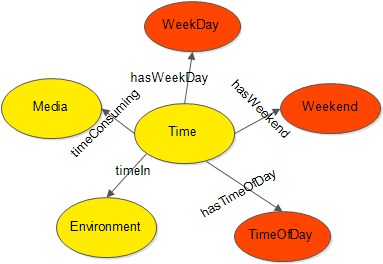 WeekDay
hasWeekDay
hasWeekend
Media
timeConsuming
Weekend
Time
timeIn
hasTimeOfDay
Environment
TimeOfDay